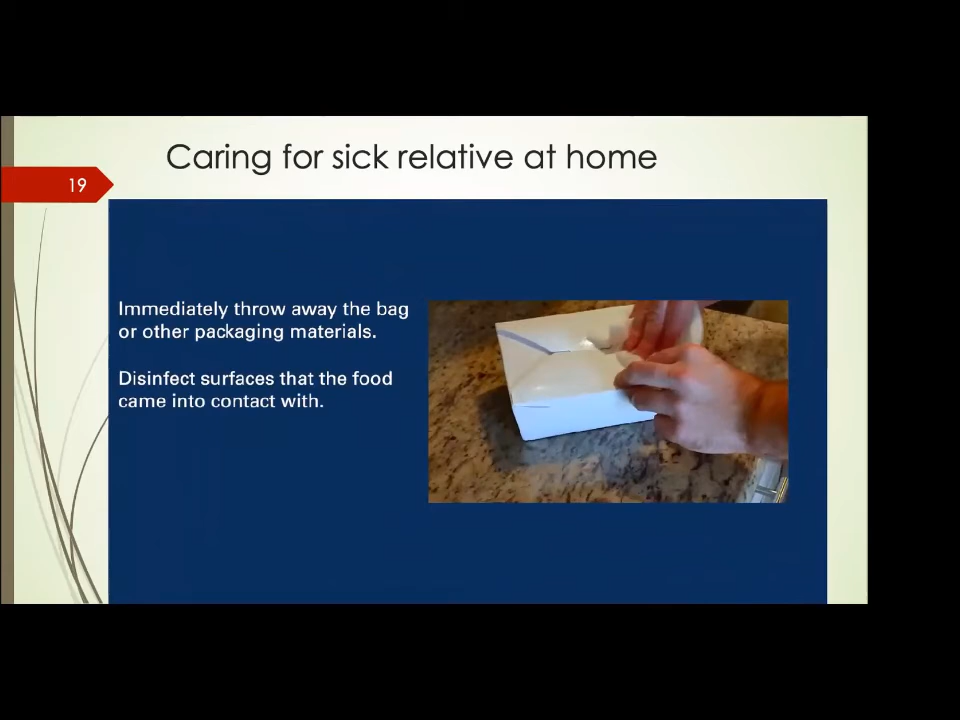 Caring for sick relative at home
19
Immediately throw away the bag
or other packaging materials.
Disinfect surfaces that the food
came into contact with.